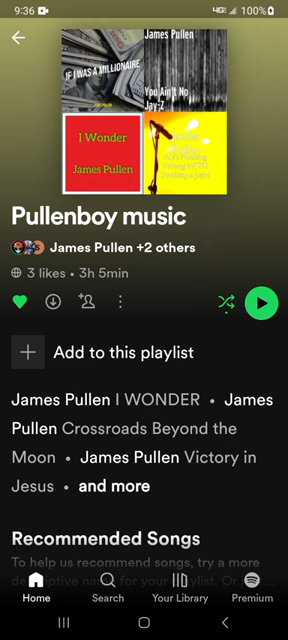 9:36
100%
IF I WAS A MILLIONAIRE
James Pullen
You Ain't No
Jay-Z
I Wonder
James Pullen
Pullenboy music
James Pullen +2 others
3 likes • 3h 5min
Add to this playlist
James Pullen I WONDER • James
Pullen Crossroads Beyond the
Moon • James Pullen Victory in
Jesus • and more
Recommended Songs
To help us recommend songs, try a more
Home
Search
Your Library
Premium